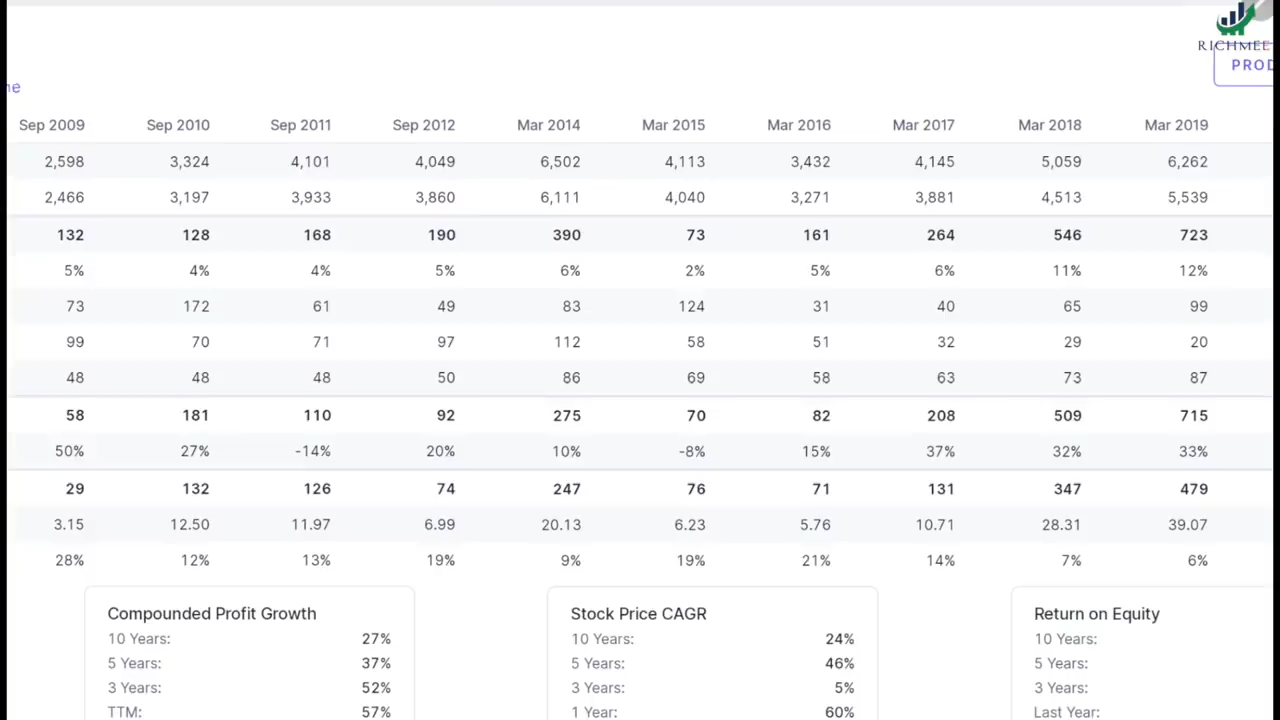 RICHMEE
PROD
ne
Sep 2009 Sep 2010 Sep 2011 Sep 2012 Mar 2014 Mar 2015 Mar 2016 Mar 2017 Mar 2018 Mar 2019
2,598 3,324 4,101 4,049 6,502 4,113 3,432 4,145 5,059 6,262
2,466 3,197 3,933 3,860 6,111 4,040 3,271 3,881 4,513 5,539
132 128 168 190 390 73 161 264 546 723
5% 4% 4% 5% 6% 2% 5% 6% 11% 12%
73 172 61 49 83 124 31 40 65 99
99 70 71 97 112 58 51 32 29 20
48 48 48 50 86 69 58 63 73 87
58 181 110 92 275 70 82 208 509 715
50% 27% -14% 20% 10% -8% 15% 37% 32% 33%
29 132 126 74 247 76 71 131 347 479
3.15 12.50 11.97 6.99 20.13 6.23 5.76 10.71 28.31 39.07
28% 12% 13% 19% 9% 19% 21% 14% 7% 6%
Compounded Profit Growth
10 Years: 27%
5 Years: 37%
3 Years: 52%
TTM: 57%
Stock Price CAGR
10 Years: 24%
5 Years: 46%
3 Years: 5%
1 Year: 60%
Return on Equity
10 Years:
5 Years:
3 Years:
Last Year: